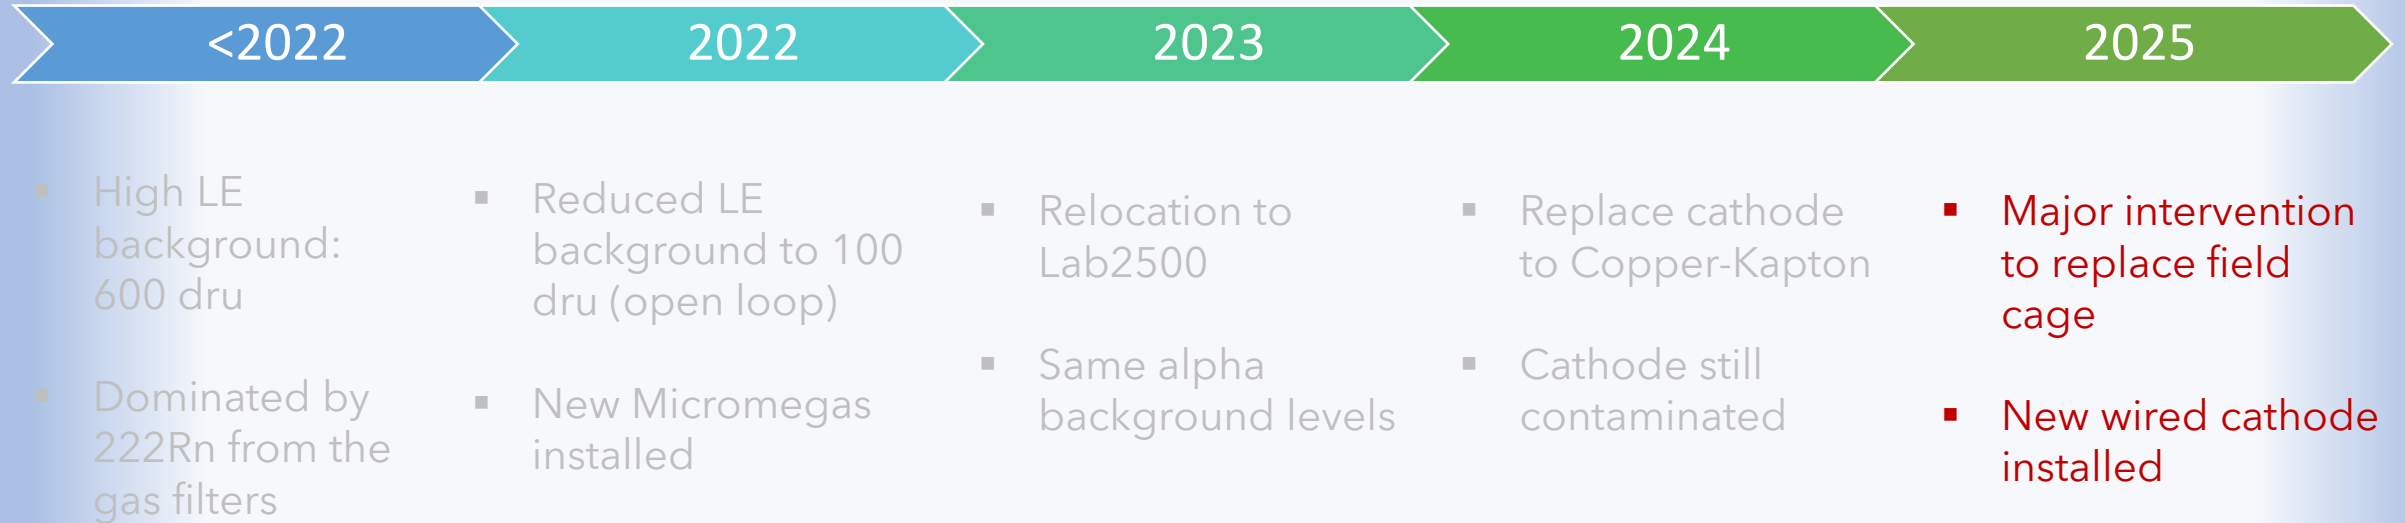 <2022
2022
2023
2024
2025
▪ High LE
background:
600 dru
▪ Dominated by
222Rn from the
gas filters
▪ Reduced LE
background to 100
dru (open loop)
▪ New Micromegas
installed
▪ Relocation to
Lab2500
▪ Same alpha
background levels
▪ Replace cathode
to Copper-Kapton
▪ Cathode still
contaminated
▪ Major intervention
to replace field
cage
▪ New wired cathode
installed